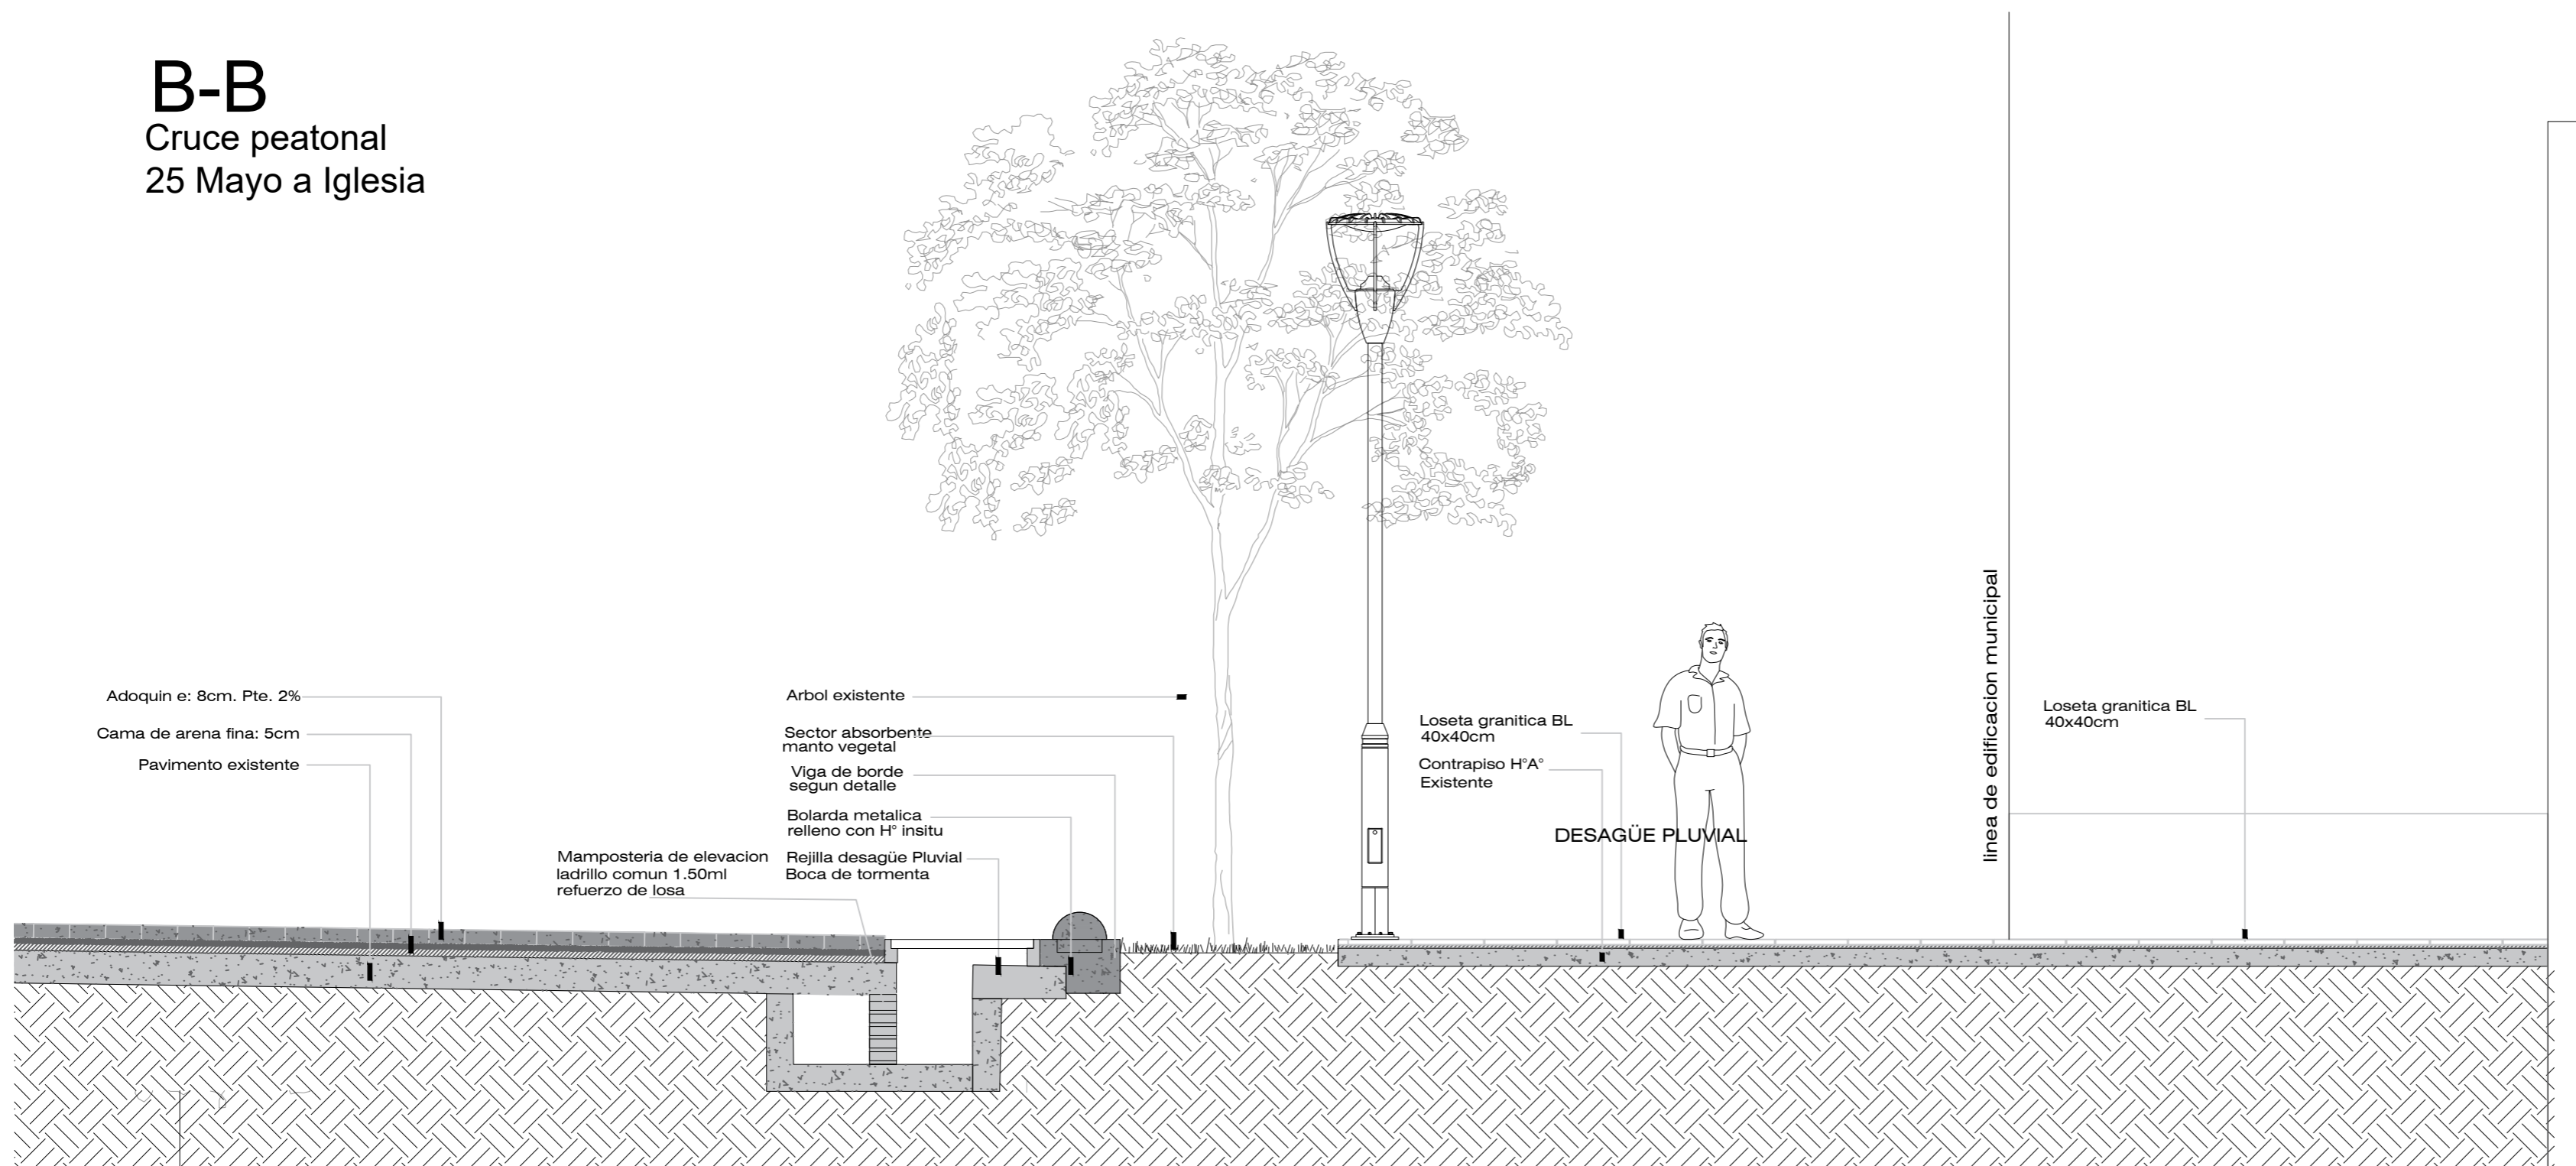 B-B
Cruce peatonal
25 Mayo a Iglesia
Adoquin e: 8cm. Pte. 2%
Cama de arena fina: 5cm
Pavimento existente
Mamposteria de elevacion
ladrillo comun 1.50ml
refuerzo de losa
Arbol existente
Sector absorbente
manto vegetal
Viga de borde
segun detalle
Bolarda metalica
relleno con H° insitu
Rejilla desagüe Pluvial
Boca de tormenta
Loseta granitica BL
40x40cm
Contrapiso H°A°
Existente
DESAGÜE PLUVIAL
linea de edificacion municipal
Loseta granitica BL
40x40cm